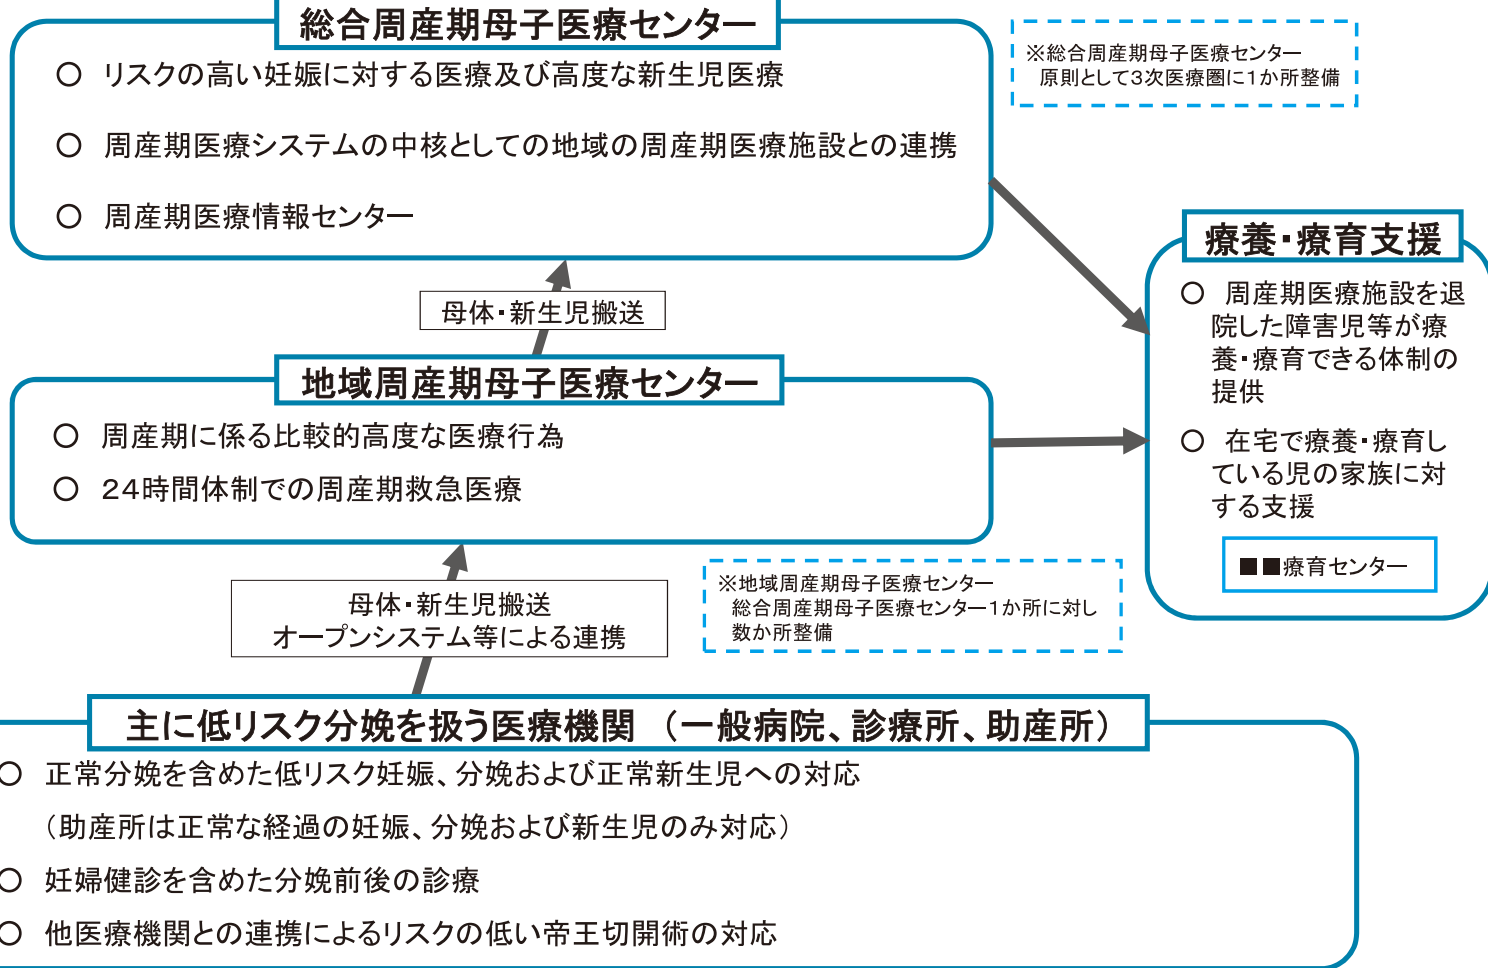 総合周産期母子医療センター
○ リスクの高い妊娠に対する医療及び高度な新生児医療
○ 周産期医療システムの中核としての地域の周産期医療施設との連携
○ 周産期医療情報センター
※総合周産期母子医療センター
原則として3次医療圏に1か所整備
母体・新生児搬送
地域周産期母子医療センター
○ 周産期に係る比較的高度な医療行為
○ 24時間体制での周産期救急医療
療養・療育支援
○ 周産期医療施設を退
院した障害児等が療
養・療育できる体制の
提供
○ 在宅で療養・療育し
ている児の家族に対
する支援
■■療育センター
母体・新生児搬送
オープンシステム等による連携
※地域周産期母子医療センター
総合周産期母子医療センター1か所に対し
数か所整備
主に低リスク分娩を扱う医療機関 （一般病院、診療所、助産所）
○ 正常分娩を含めた低リスク妊娠、分娩および正常新生児への対応
（助産所は正常な経過の妊娠、分娩および新生児のみ対応）
○ 妊婦健診を含めた分娩前後の診療
○ 他医療機関との連携によるリスクの低い帝王切開術の対応